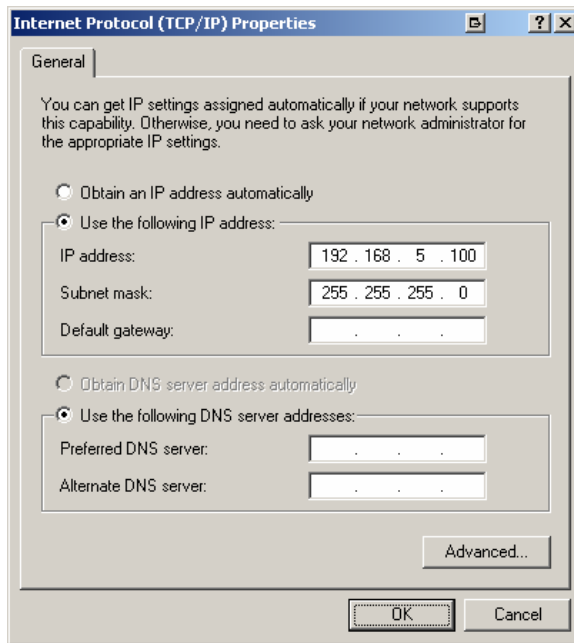 Internet Protocol (TCP/IP) Properties
General
You can get IP settings assigned automatically if your network supports
this capability. Otherwise, you need to ask your network administrator for
the appropriate IP settings.
Obtain an IP address automatically
Use the following IP address:
IP address: 192 . 168 . 5 . 100
Subnet mask: 255 . 255 . 255 . 0
Default gateway: . . .
Obtain DNS server address automatically
Use the following DNS server addresses:
Preferred DNS server: . . .
Alternate DNS server: . . .
Advanced...
OK Cancel